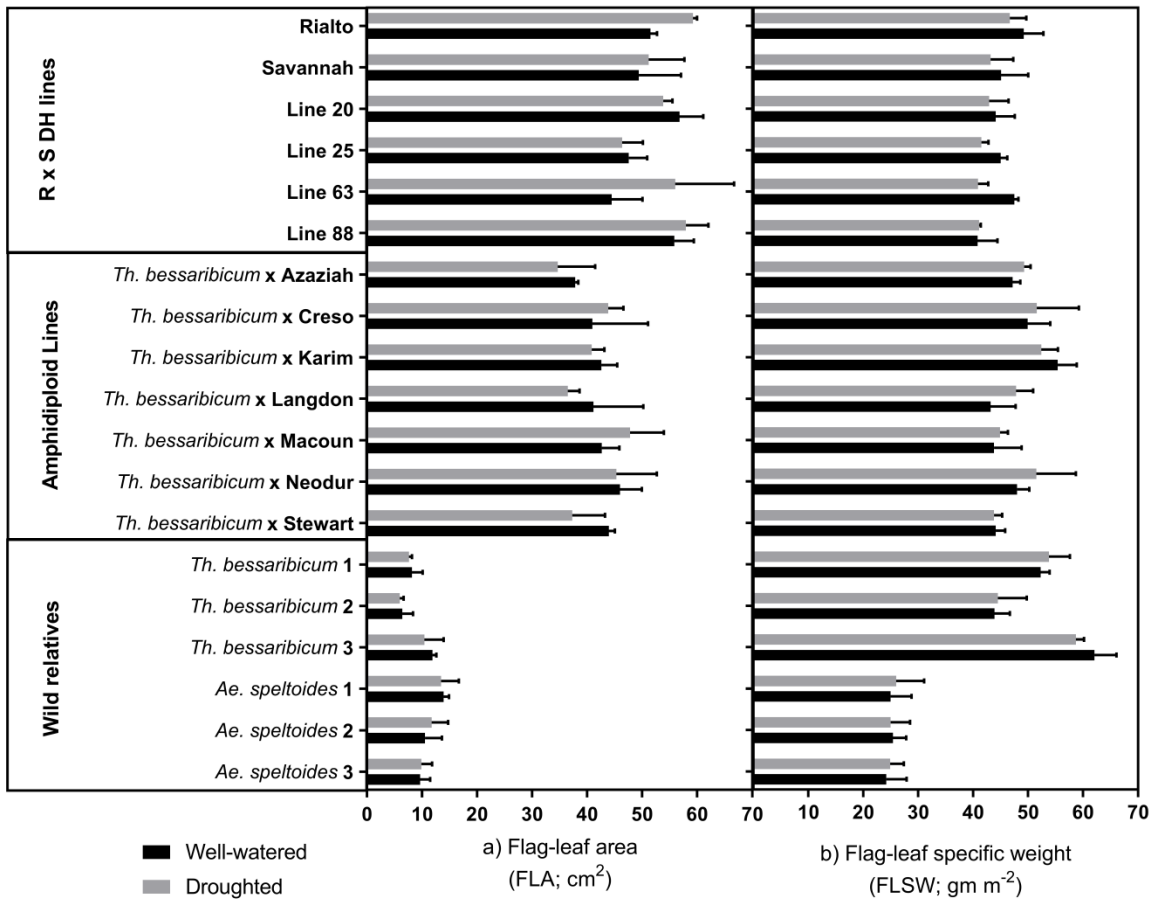 R x S DH lines
Rialto
Savannah
Line 20
Line 25
Line 63
Line 88
Amphidiploid Lines
Th. bessaribicum x Azaziah
Th. bessaribicum x Creso
Th. bessaribicum x Karim
Th. bessaribicum x Langdon
Th. bessaribicum x Macoun
Th. bessaribicum x Neodur
Th. bessaribicum x Stewart
Wild relatives
Th. bessaribicum 1
Th. bessaribicum 2
Th. bessaribicum 3
Ae. speltoides 1
Ae. speltoides 2
Ae. speltoides 3
0 10 20 30 40 50 60 70
0 10 20 30 40 50 60 70
a) Flag-leaf area
(FLA; cm²)
b) Flag-leaf specific weight
(FLSW; gm m⁻²)
Well-watered
Droughted